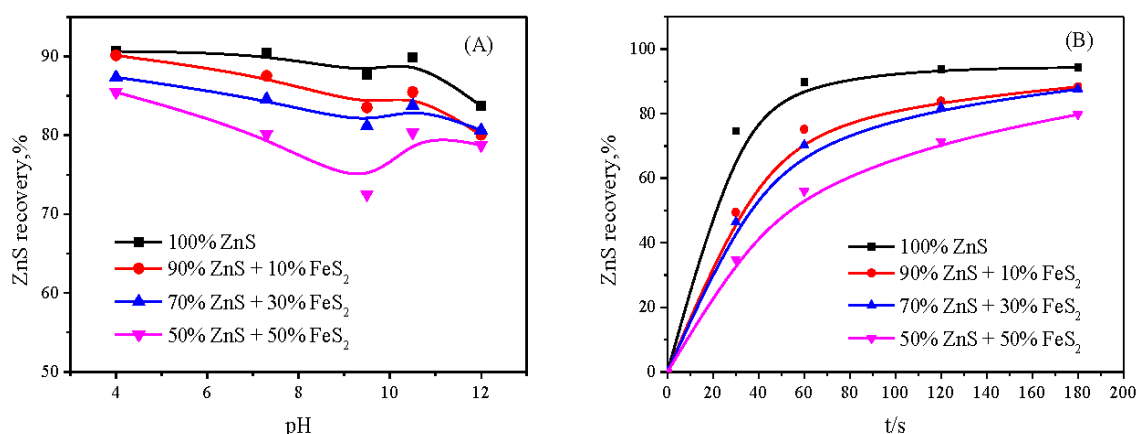 (A)
ZnS recovery,%
90
80
70
60
50
4
6
8
10
12
pH
100% ZnS
90% ZnS + 10% FeS₂
70% ZnS + 30% FeS₂
50% ZnS + 50% FeS₂
(B)
ZnS recovery,%
100
80
60
40
20
0
0 20 40 60 80 100 120 140 160 180 200
t/s
100% ZnS
90% ZnS + 10% FeS₂
70% ZnS + 30% FeS₂
50% ZnS + 50% FeS₂